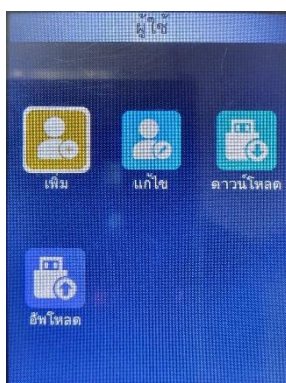 ผู้ใช้
เพิ่ม
แก้ไข
ดาวน์โหลด
อัพโหลด